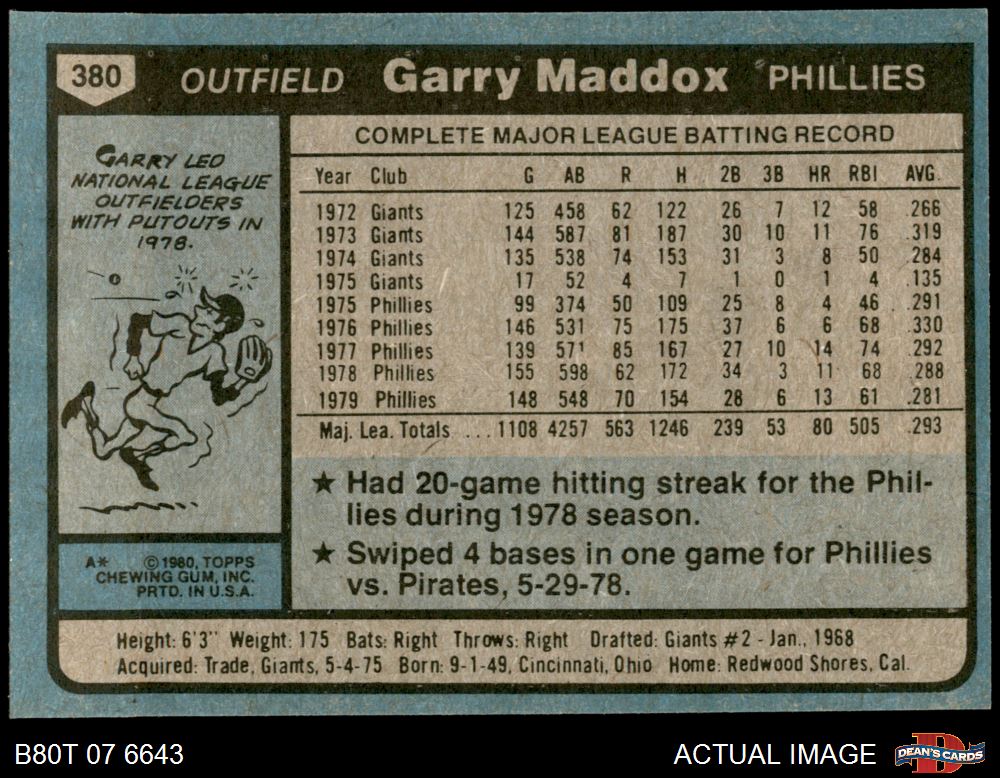 380 OUTFIELD Garry Maddox PHILLIES
GARRY LED
NATIONAL LEAGUE
OUTFIELDERS
WITH PUTOUTS IN
1978.
A* ©1980, TOPPS
CHEWING GUM, INC.
PRTD. IN U.S.A.
COMPLETE MAJOR LEAGUE BATTING RECORD
Year Club G AB R H 2B 3B HR RBI AVG.
1972 Giants 125 458 62 122 26 7 12 58 .266
1973 Giants 144 587 81 187 30 10 11 76 .319
1974 Giants 135 538 74 153 31 3 8 50 .284
1975 Giants 17 52 4 7 1 0 1 4 .135
1975 Phillies 99 374 50 109 25 8 4 46 .291
1976 Phillies 146 531 75 175 37 6 6 68 .330
1977 Phillies 139 571 85 167 27 10 14 74 .292
1978 Phillies 155 598 62 172 34 3 11 68 .288
1979 Phillies 148 548 70 154 28 6 13 61 .281
Maj. Lea. Totals ... 1108 4257 563 1246 239 53 80 505 .293
★ Had 20-game hitting streak for the Phil-
lies during 1978 season.
★ Swiped 4 bases in one game for Phillies
vs. Pirates, 5-29-78.
Height: 6'3" Weight: 175 Bats: Right Throws: Right Drafted: Giants #2 - Jan., 1968
Acquired: Trade, Giants, 5-4-75 Born: 9-1-49, Cincinnati, Ohio Home: Redwood Shores, Cal.
B80T 07 6643 ACTUAL IMAGE D DEAN'S CARDS